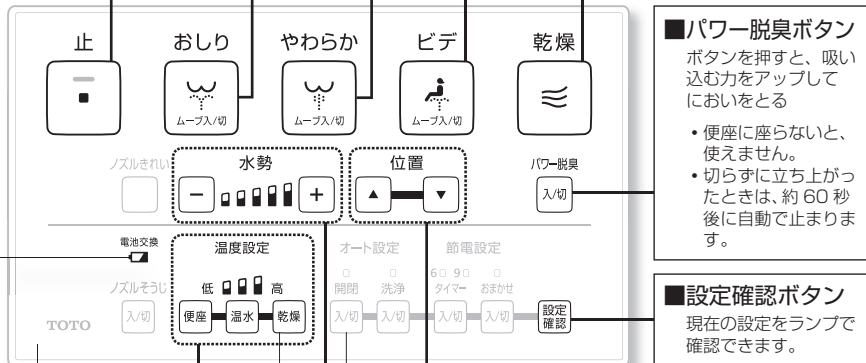 止 おしり やわらか ビデ 乾燥
ムーブ入/切 ムーブ入/切 ムーブ入/切
ノズルきれい 水勢 位置 パワー脱臭
− + ▲ ▼ 入/切
電池交換 温度設定 オート設定 節電設定
6 9
ノズルそうじ 低 高 開閉 洗浄 タイマー おまかせ
TOTO 入/切 便座 温水 乾燥 入/切 入/切 入/切 入/切 設定
確認
■パワー脱臭ボタン
ボタンを押すと、吸い
込む力をアップして
においをとる
・便座に座らないと、
使えません。
・切らずに立ち上がっ
たときは、約 60 秒
後に自動で止まりま
す。
■設定確認ボタン
現在の設定をランプで
確認できます。